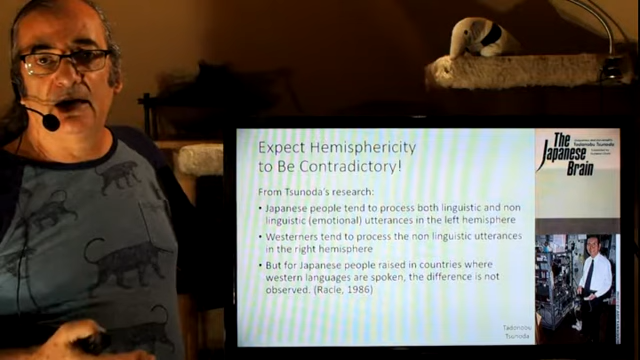 Expect Hemisphericity
to Be Contradictory!
From Tsunoda's research:
• Japanese people tend to process both linguistic and non
linguistic (emotional) utterances in the left hemisphere
• Westerners tend to process the non linguistic utterances
in the right hemisphere
• But for Japanese people raised in countries where
western languages are spoken, the difference is not
observed. (Racle, 1986)
The
Japanese
Brain
Tadanobu Tsunoda
Tadonobu
Tsunoda